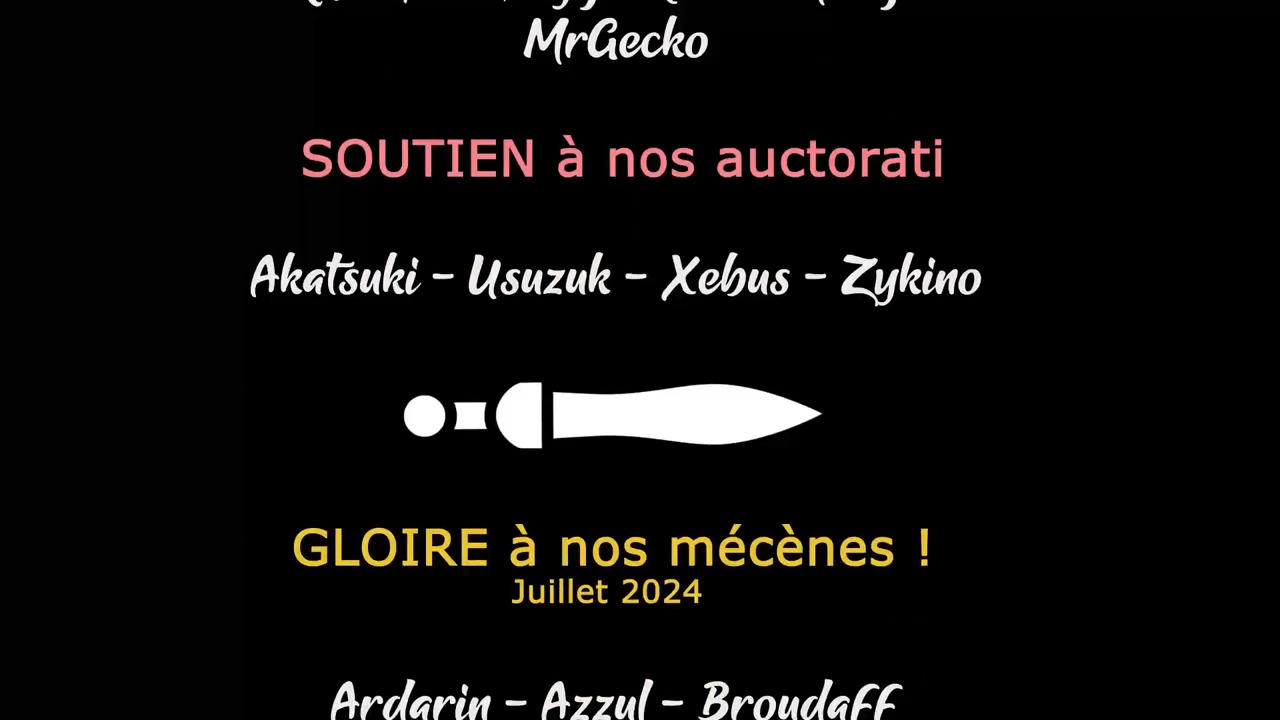 MrGecko
SOUTIEN à nos auctorati
Akatsuki - Usuzuk - Xebus - Zykino
GLOIRE à nos mécènes !
Juillet 2024
Ardarin - Azzul - Broudaff